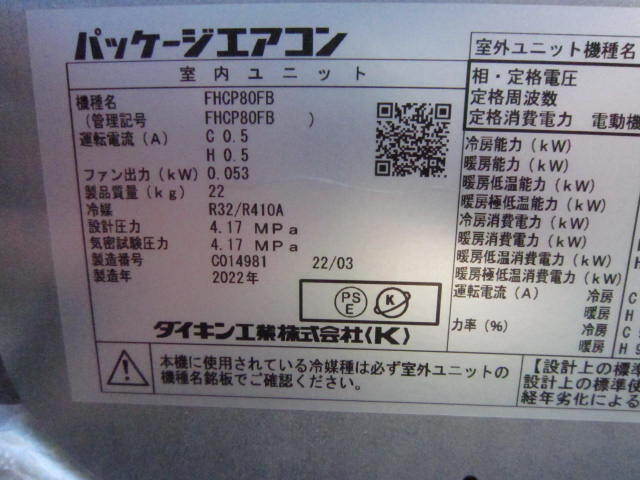 パッケージエアコン
室内ユニット
機種名 FHCP80FB
(管理記号 FHCP80FB )
運転電流(A) C 0.5
H 0.5
ファン出力(kW) 0.053
製品質量(kg) 22
冷媒 R32/R410A
設計圧力 4.17 MPa
気密試験圧力 4.17 MPa
製造番号 C014981 22/03
製造年 2022年
PS
E
K
ダイキン工業株式会社(K)
本機に使用されている冷媒種は必ず室外ユニットの
機種名銘板でご確認ください。
室外ユニット機種名
相・定格電圧
定格周波数
定格消費電力 電動機
冷房能力(kW)
暖房能力(kW)
暖房低温能力(kW)
暖房極低温能力(kW)
冷房消費電力(kW)
暖房消費電力(kW)
暖房低温消費電力(kW) H
暖房極低温消費電力(kW)
運転電流(A) 冷房 C
暖房 H
力率(%) 冷房 C
暖房 H
【設計上の標準
設計上の標準使
経年劣化による